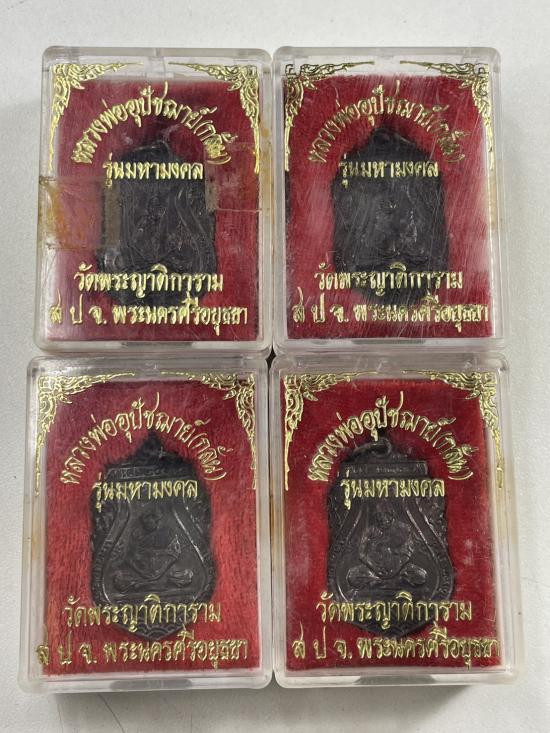 หลวงพ่ออุปัชฌาย์(กลั่น)
รุ่นมหามงคล
วัดพระญาติการาม
ส ป จ. พระนครศรีอยุธยา
หลวงพ่ออุปัชฌาย์(กลั่น)
รุ่นมหามงคล
วัดพระญาติการาม
ส ป จ. พระนครศรีอยุธยา
หลวงพ่ออุปัชฌาย์(กลั่น)
รุ่นมหามงคล
วัดพระญาติการาม
ส ป จ. พระนครศรีอยุธยา
หลวงพ่ออุปัชฌาย์(กลั่น)
รุ่นมหามงคล
วัดพระญาติการาม
ส ป จ. พระนครศรีอยุธยา